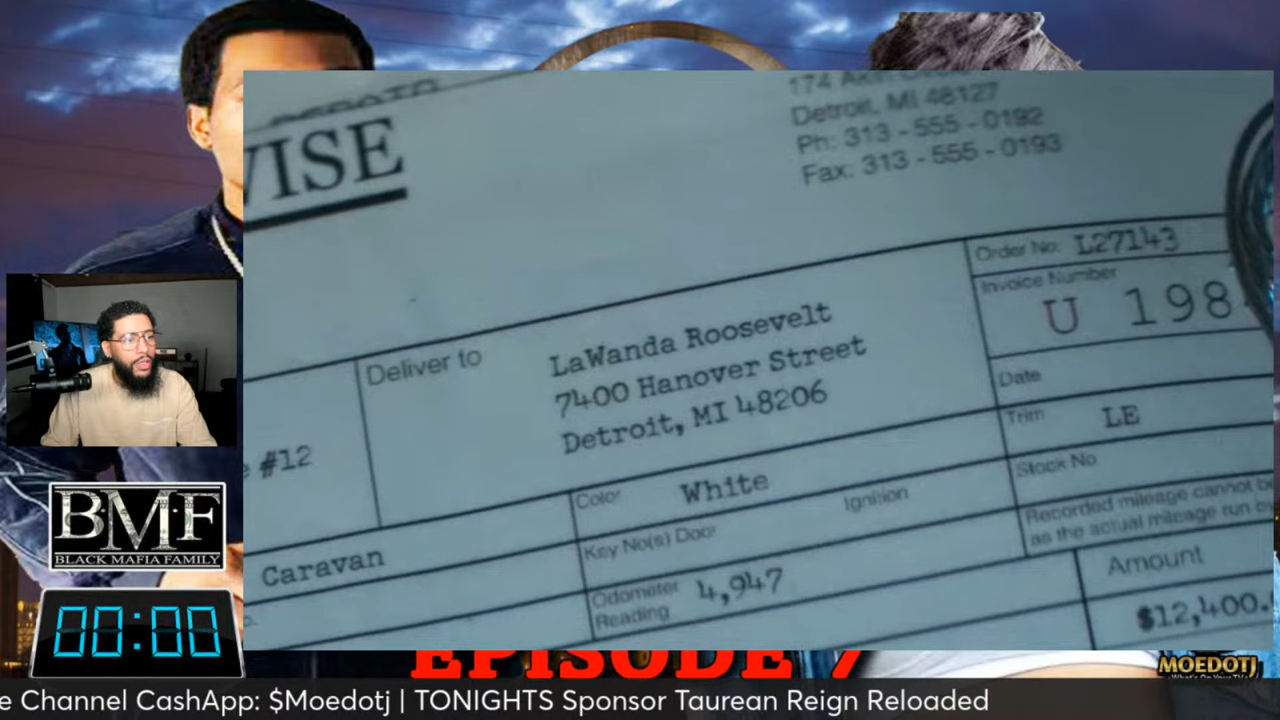 VISE
Detroit, MI 48127
Ph: 313 - 555 - 0192
Fax: 313 - 555 - 0193
Order No: L27143
Invoice Number
U 198
Deliver to
LaWanda Roosevelt
7400 Hanover Street
Detroit, MI 48206
Date
Trim LE
#12
Color White
Stock No
Caravan
Key No(s) Door Ignition
Recorded mileage cannot be
as the actual mileage run by
Odometer
Reading 4,947
Amount
$12,400.
BMF
BLACK MAFIA FAMILY
00:00
EPISODE 7
MOEDOTJ
e Channel CashApp: $Moedotj | TONIGHTS Sponsor Taurean Reign Reloaded